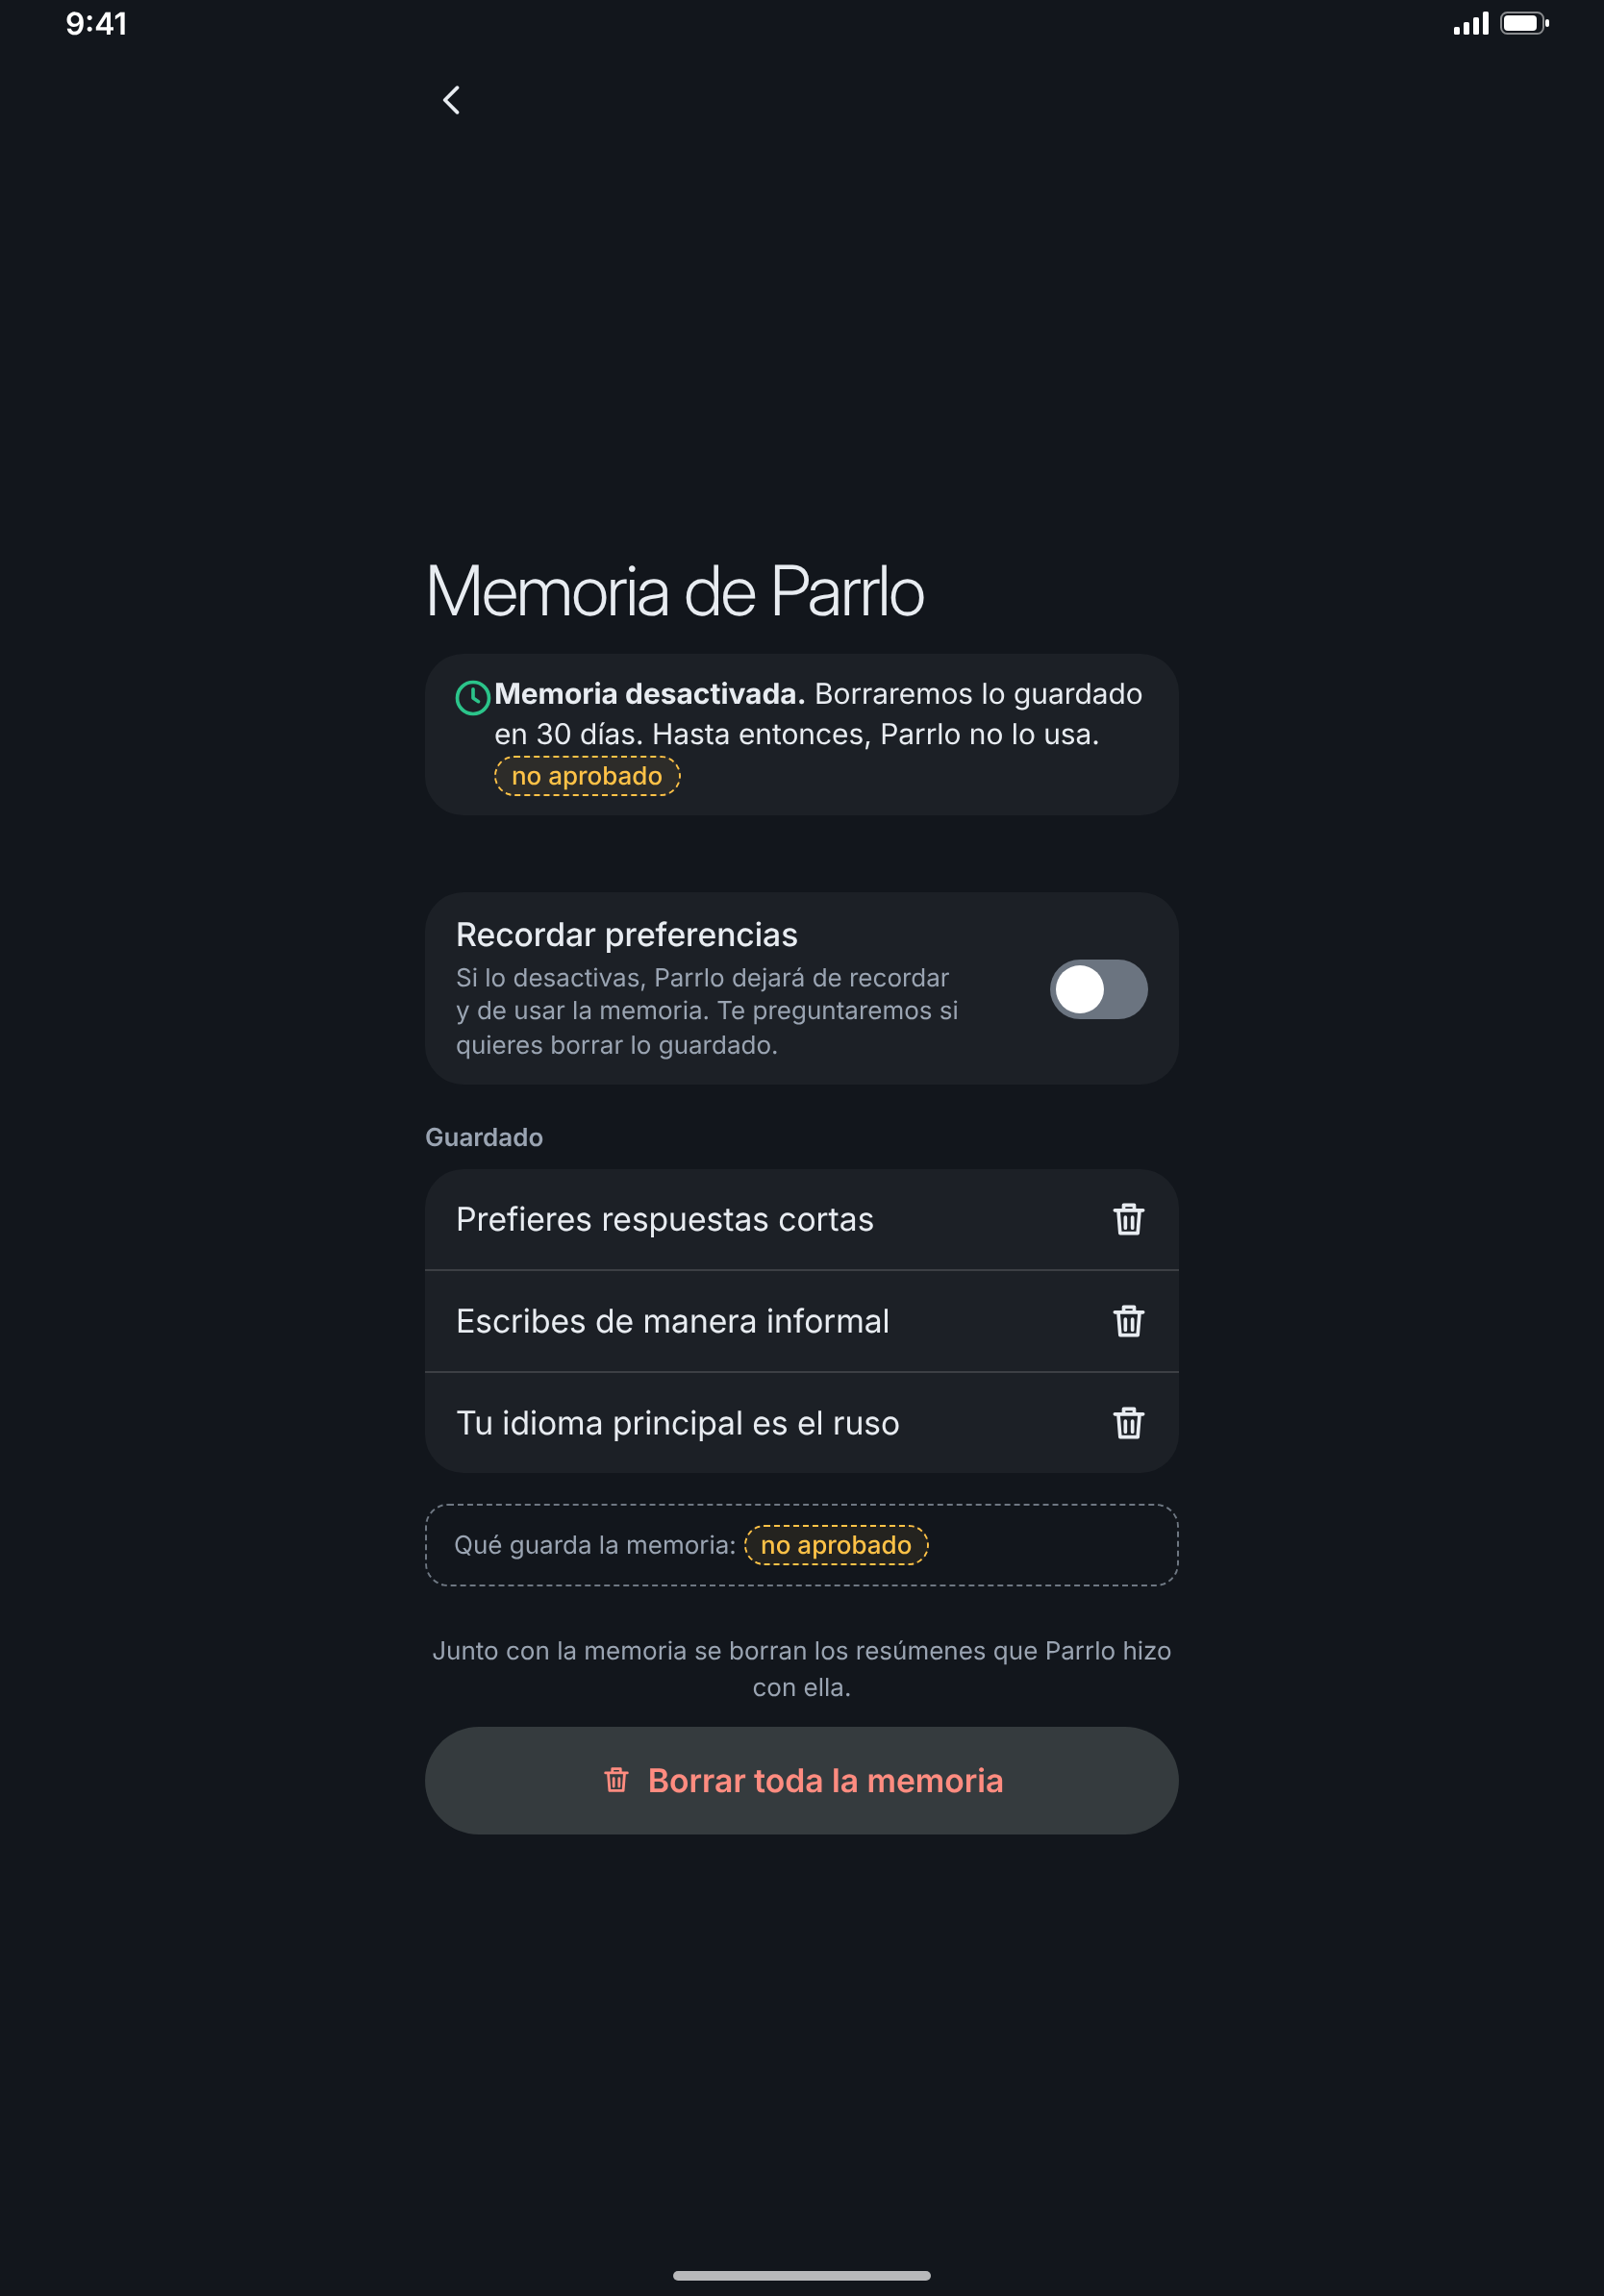 9:41
Memoria de Parrlo
Memoria desactivada. Borraremos lo guardado
en 30 días. Hasta entonces, Parrlo no lo usa.
no aprobado
Recordar preferencias
Si lo desactivas, Parrlo dejará de recordar
y de usar la memoria. Te preguntaremos si
quieres borrar lo guardado.
Guardado
Prefieres respuestas cortas
Escribes de manera informal
Tu idioma principal es el ruso
Qué guarda la memoria: no aprobado
Junto con la memoria se borran los resúmenes que Parrlo hizo
con ella.
Borrar toda la memoria